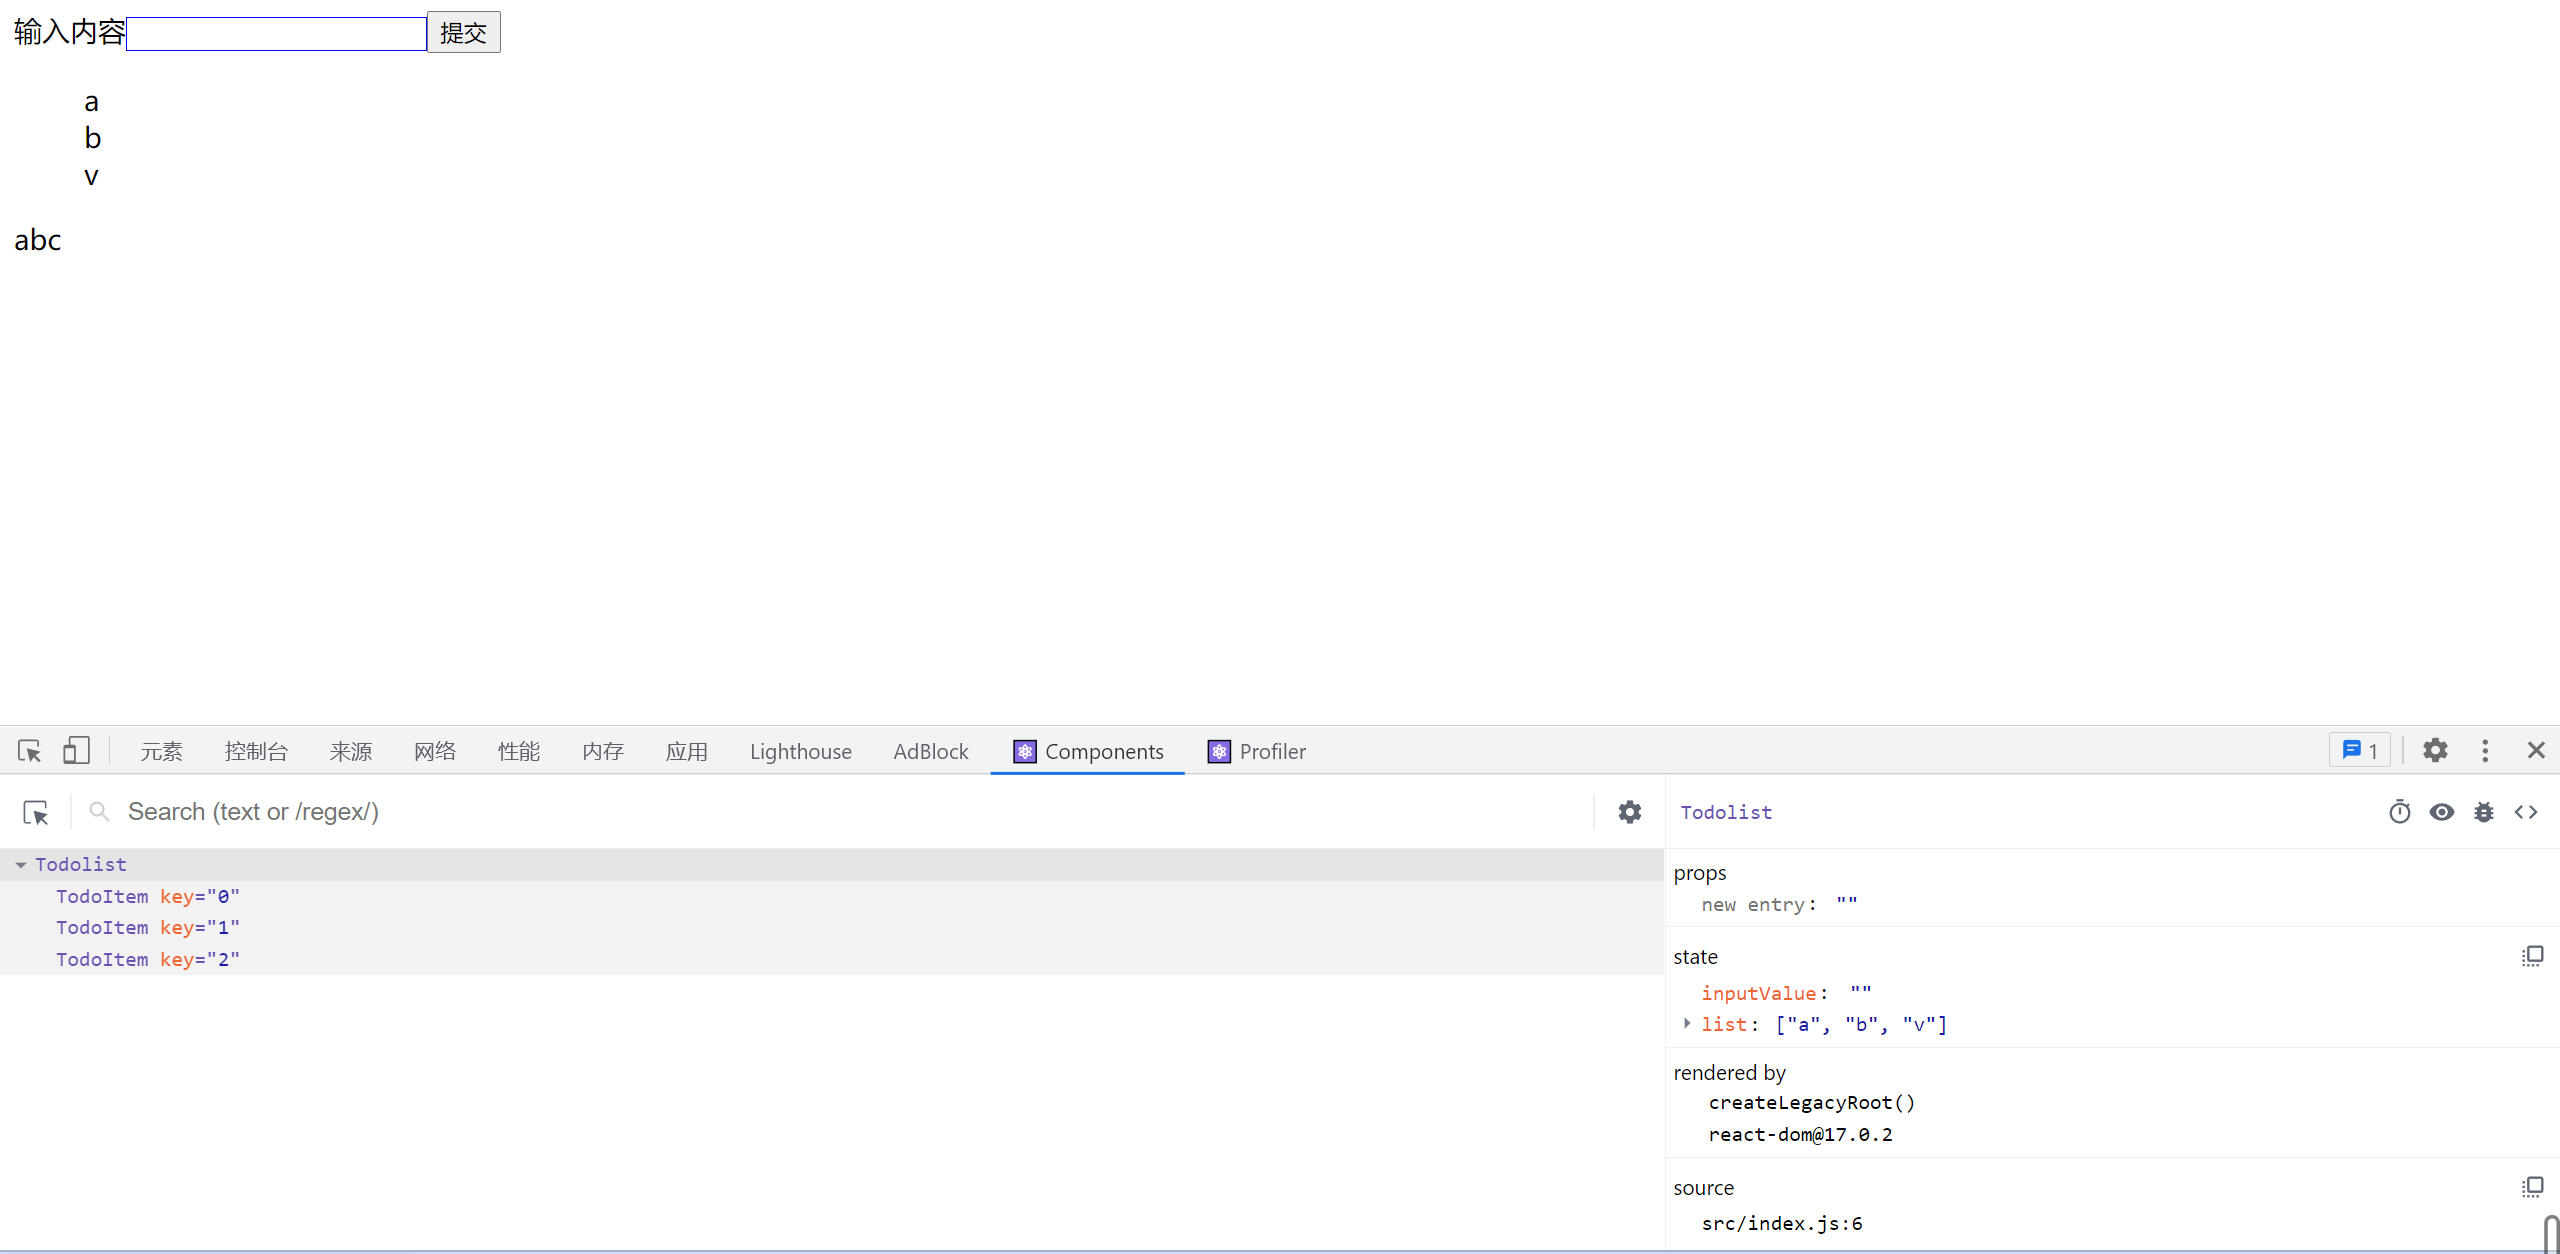 输入内容 提交
a
b
v
abc
元素 控制台 来源 网络 性能 内存 应用 Lighthouse AdBlock Components Profiler 1
Search (text or /regex/)
Todolist
TodoItem key="0"
TodoItem key="1"
TodoItem key="2"
Todolist
props
new entry: ""
state
inputValue: ""
list: ["a", "b", "v"]
rendered by
createLegacyRoot()
react-dom@17.0.2
source
src/index.js:6